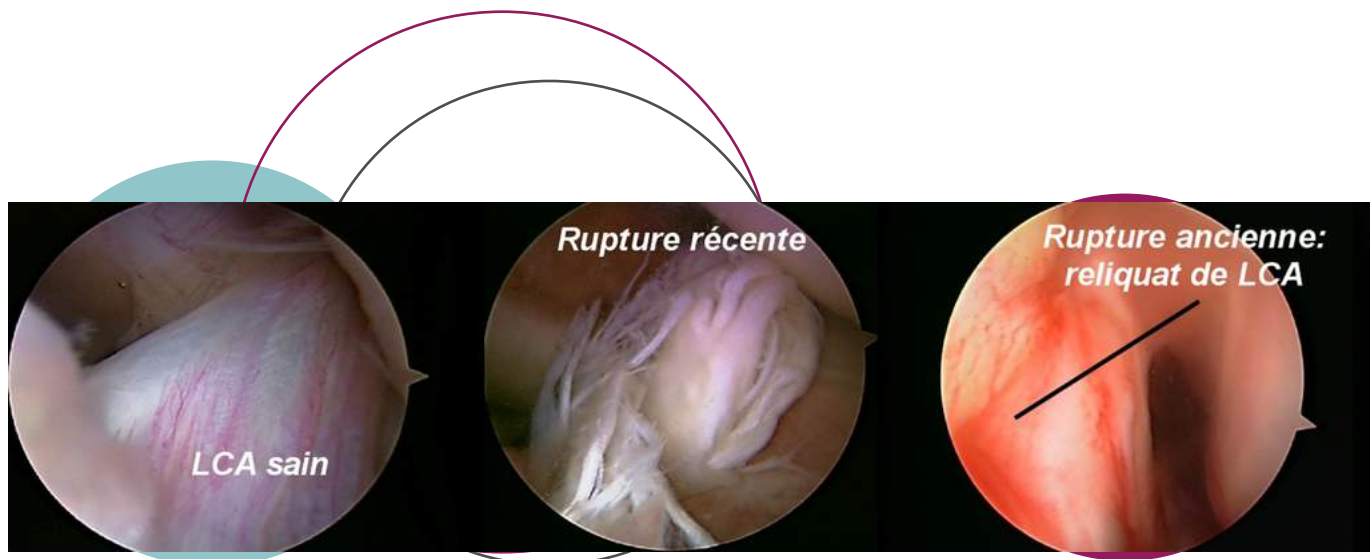 LCA sain
Rupture récente
Rupture ancienne:
reliquat de LCA